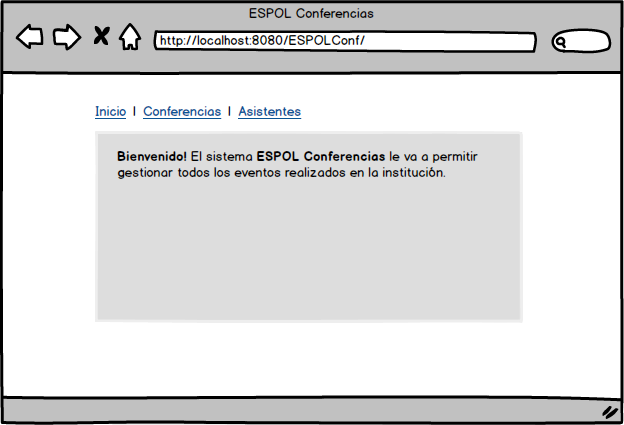 ESPOL Conferencias
http://localhost:8080/ESPOLConf/
Inicio | Conferencias | Asistentes
Bienvenido! El sistema ESPOL Conferencias le va a permitir
gestionar todos los eventos realizados en la institución.